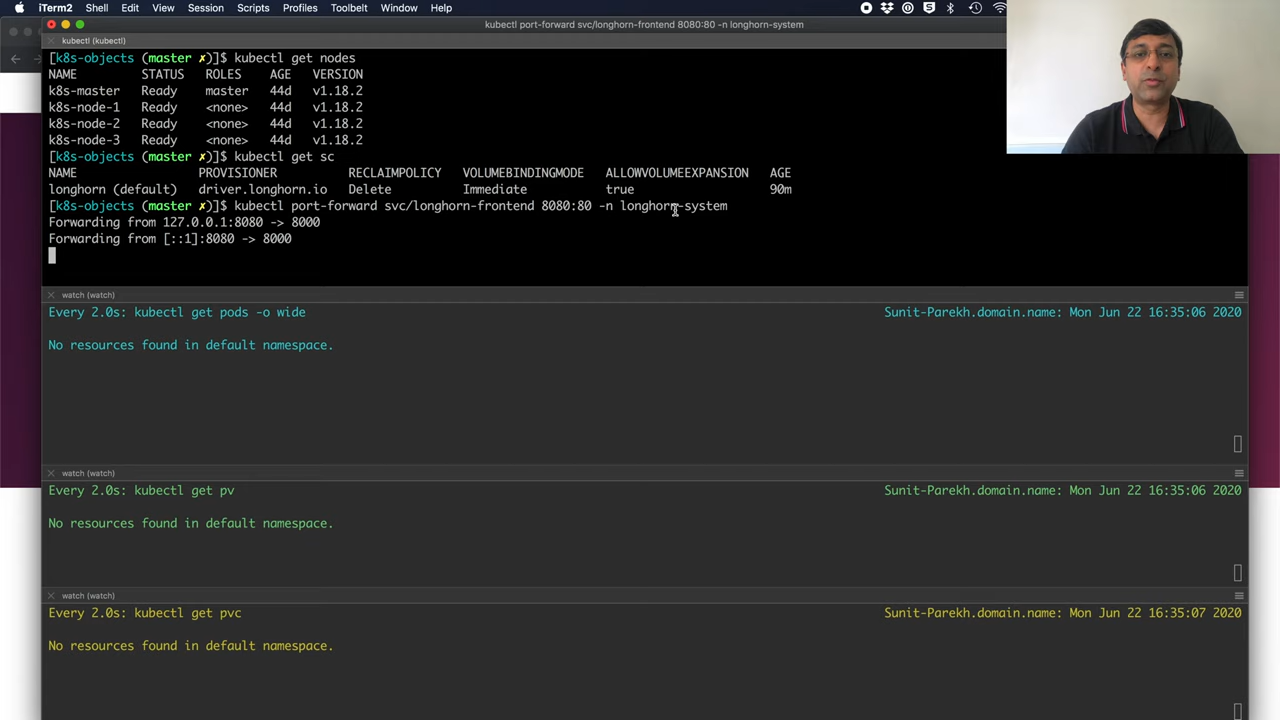 iTerm2 Shell Edit View Session Scripts Profiles Toolbelt Window Help
kubectl port-forward svc/longhorn-frontend 8080:80 -n longhorn-system
kubectl (kubectl)
[k8s-objects (master ✗)]$ kubectl get nodes
NAME STATUS ROLES AGE VERSION
k8s-master Ready master 44d v1.18.2
k8s-node-1 Ready <none> 44d v1.18.2
k8s-node-2 Ready <none> 44d v1.18.2
k8s-node-3 Ready <none> 44d v1.18.2
[k8s-objects (master ✗)]$ kubectl get sc
NAME PROVISIONER RECLAIMPOLICY VOLUMEBINDINGMODE ALLOWVOLUMEEXPANSION AGE
longhorn (default) driver.longhorn.io Delete Immediate true 90m
[k8s-objects (master ✗)]$ kubectl port-forward svc/longhorn-frontend 8080:80 -n longhorn-system
Forwarding from 127.0.0.1:8080 -> 8000
Forwarding from [::1]:8080 -> 8000
watch (watch)
Every 2.0s: kubectl get pods -o wide Sunit-Parekh.domain.name: Mon Jun 22 16:35:06 2020
No resources found in default namespace.
watch (watch)
Every 2.0s: kubectl get pv Sunit-Parekh.domain.name: Mon Jun 22 16:35:06 2020
No resources found in default namespace.
watch (watch)
Every 2.0s: kubectl get pvc Sunit-Parekh.domain.name: Mon Jun 22 16:35:07 2020
No resources found in default namespace.